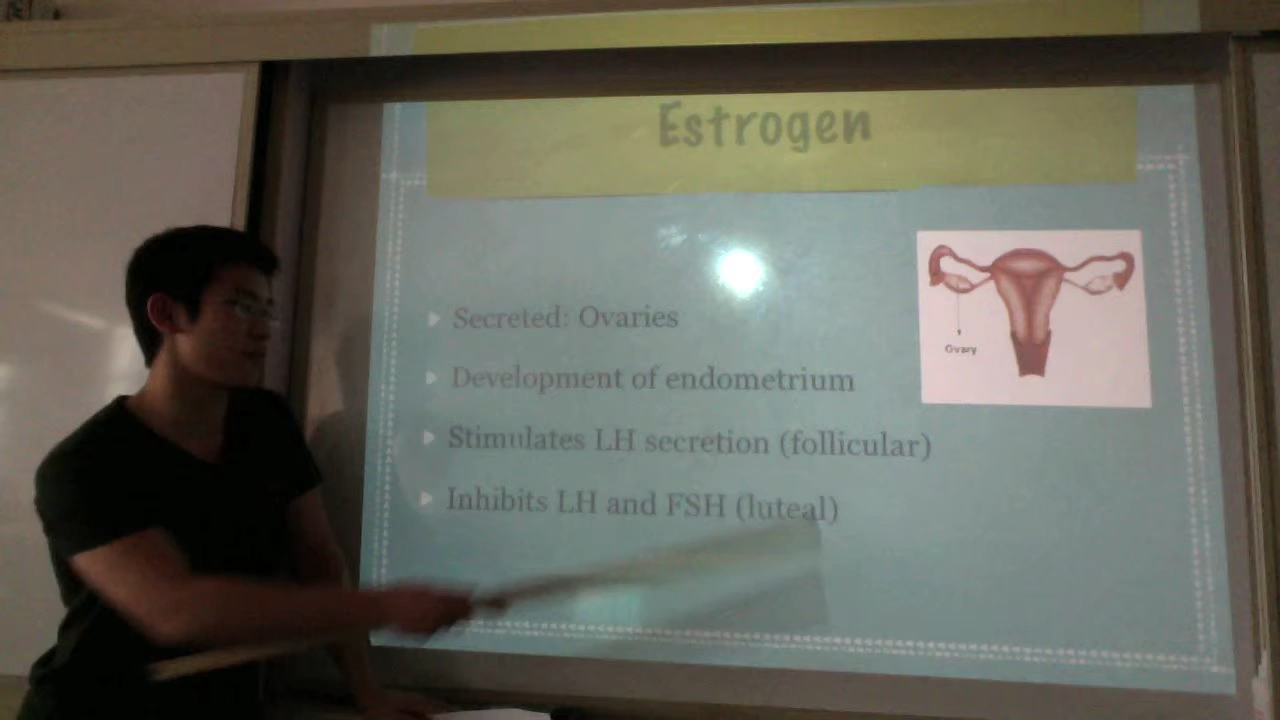 Estrogen
Secreted: Ovaries
Development of endometrium
Stimulates LH secretion (follicular)
Inhibits LH and FSH (luteal)
Ovary